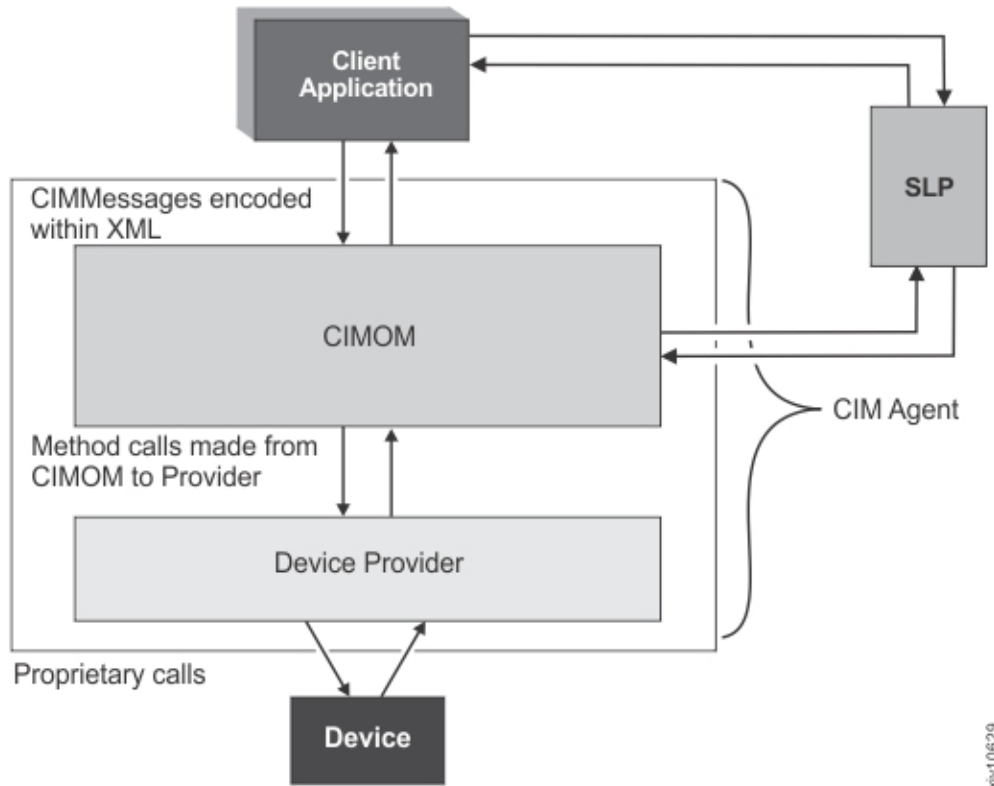 Client
Application
SLP
CIMMessages encoded
within XML
CIMOM
CIM Agent
Method calls made from
CIMOM to Provider
Device Provider
Proprietary calls
Device